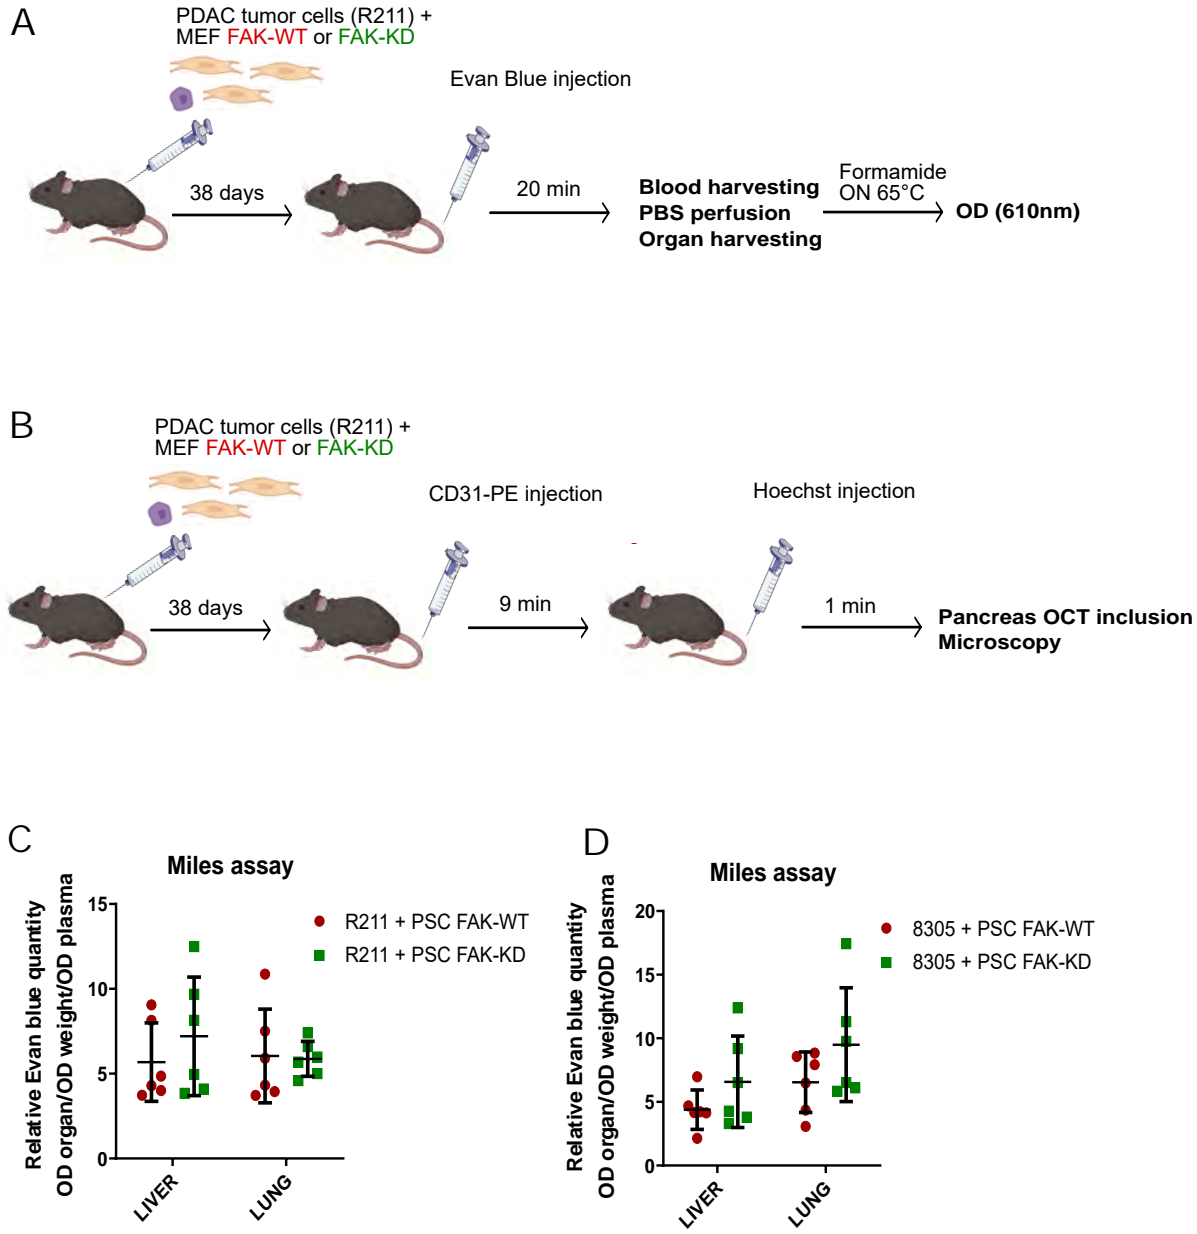 A
PDAC tumor cells (R211) +
MEF FAK-WT or FAK-KD
Evan Blue injection
38 days
20 min
Blood harvesting
PBS perfusion
Organ harvesting
Formamide
ON 65°C
OD (610nm)
B
PDAC tumor cells (R211) +
MEF FAK-WT or FAK-KD
CD31-PE injection
Hoechst injection
38 days
9 min
1 min
Pancreas OCT inclusion
Microscopy
C
Miles assay
Relative Evan blue quantity
OD organ/OD weight/OD plasma
15
10
5
0
LIVER
LUNG
R211 + PSC FAK-WT
R211 + PSC FAK-KD
D
Miles assay
Relative Evan blue quantity
OD organ/OD weight/OD plasma
20
15
10
5
0
LIVER
LUNG
8305 + PSC FAK-WT
8305 + PSC FAK-KD